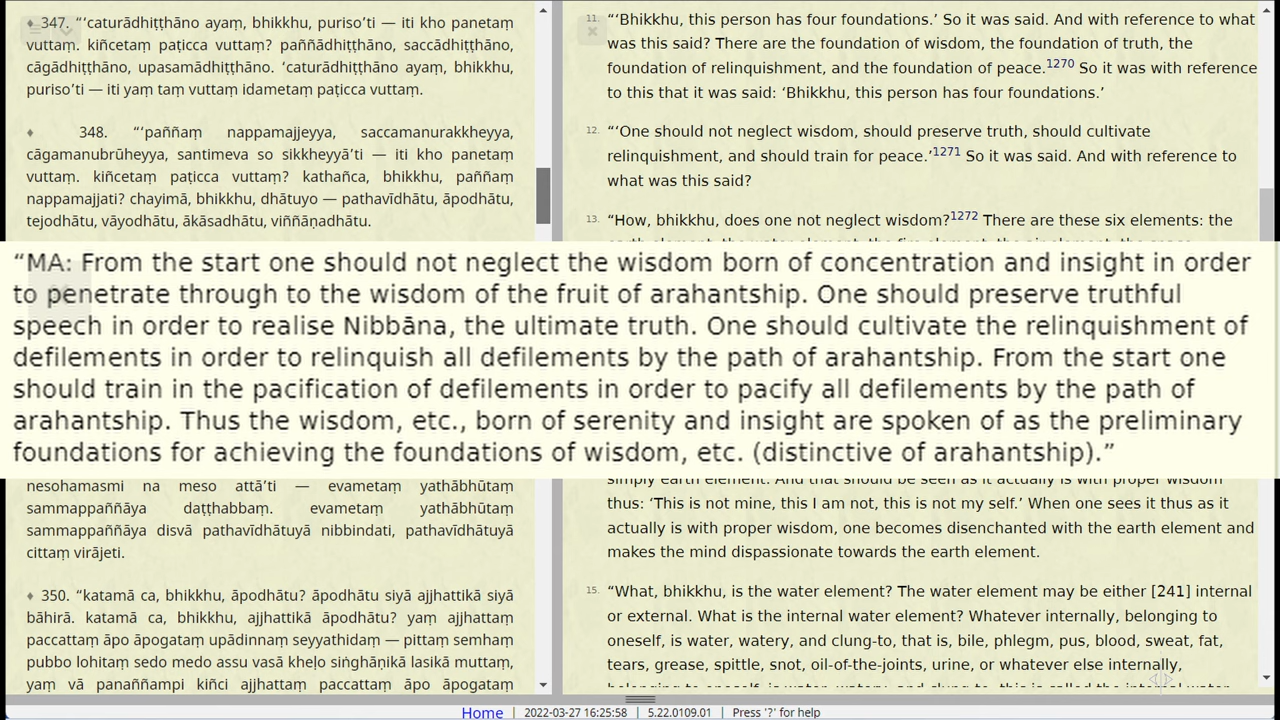 ♦ 347. “‘caturādhiṭṭhāno ayaṃ, bhikkhu, puriso’ti — iti kho panetaṃ
vuttaṃ. kiñcetaṃ paṭicca vuttaṃ? paññādhiṭṭhāno, saccādhiṭṭhāno,
cāgādhiṭṭhāno, upasamādhiṭṭhāno. ‘caturādhiṭṭhāno ayaṃ, bhikkhu,
puriso’ti — iti yaṃ taṃ vuttaṃ idametaṃ paṭicca vuttaṃ.
♦ 348. “‘paññaṃ nappamajjeyya, saccamanurakkheyya,
cāgamanubrūheyya, santimeva so sikkheyyā’ti — iti kho panetaṃ
vuttaṃ. kiñcetaṃ paṭicca vuttaṃ? kathañca, bhikkhu, paññaṃ
nappamajjati? chayimā, bhikkhu, dhātuyo — pathavīdhātu, āpodhātu,
tejodhātu, vāyodhātu, ākāsadhātu, viññāṇadhātu.
11. “‘Bhikkhu, this person has four foundations.’ So it was said. And with reference to what
was this said? There are the foundation of wisdom, the foundation of truth, the
foundation of relinquishment, and the foundation of peace.1270 So it was with reference
to this that it was said: ‘Bhikkhu, this person has four foundations.’
12. “‘One should not neglect wisdom, should preserve truth, should cultivate
relinquishment, and should train for peace.’1271 So it was said. And with reference to
what was this said?
13. “How, bhikkhu, does one not neglect wisdom?1272 There are these six elements: the
“MA: From the start one should not neglect the wisdom born of concentration and insight in order
to penetrate through to the wisdom of the fruit of arahantship. One should preserve truthful
speech in order to realise Nibbāna, the ultimate truth. One should cultivate the relinquishment of
defilements in order to relinquish all defilements by the path of arahantship. From the start one
should train in the pacification of defilements in order to pacify all defilements by the path of
arahantship. Thus the wisdom, etc., born of serenity and insight are spoken of as the preliminary
foundations for achieving the foundations of wisdom, etc. (distinctive of arahantship).”
nesohamasmi na meso attā’ti — evametaṃ yathābhūtaṃ
sammappaññāya daṭṭhabbaṃ. evametaṃ yathābhūtaṃ
sammappaññāya disvā pathavīdhātuyā nibbindati, pathavīdhātuyā
cittaṃ virājeti.
♦ 350. “katamā ca, bhikkhu, āpodhātu? āpodhātu siyā ajjhattikā siyā
bāhirā. katamā ca, bhikkhu, ajjhattikā āpodhātu? yaṃ ajjhattaṃ
paccattaṃ āpo āpogataṃ upādinnaṃ seyyathidaṃ — pittaṃ semhaṃ
pubbo lohitaṃ sedo medo assu vasā kheḷo siṅghāṇikā lasikā muttaṃ,
yaṃ vā panaññampi kiñci ajjhattaṃ paccattaṃ āpo āpogataṃ
simply earth element. And that should be seen as it actually is with proper wisdom
thus: ‘This is not mine, this I am not, this is not my self.’ When one sees it thus as it
actually is with proper wisdom, one becomes disenchanted with the earth element and
makes the mind dispassionate towards the earth element.
15. “What, bhikkhu, is the water element? The water element may be either [241] internal
or external. What is the internal water element? Whatever internally, belonging to
oneself, is water, watery, and clung-to, that is, bile, phlegm, pus, blood, sweat, fat,
tears, grease, spittle, snot, oil-of-the-joints, urine, or whatever else internally,
Home | 2022-03-27 16:25:58 | 5.22.0109.01 | Press '?' for help